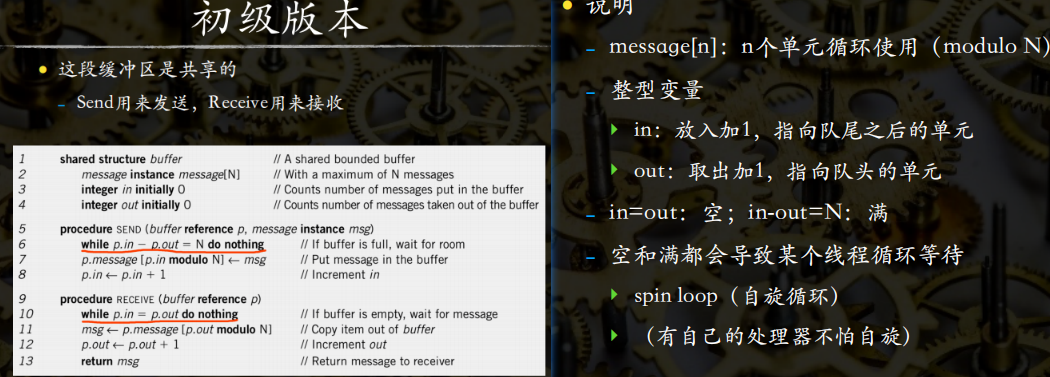 初级版本
这段缓冲区是共享的
– Send用来发送，Receive用来接收
1 shared structure buffer // A shared bounded buffer
2 message instance message[N] // With a maximum of N messages
3 integer in initially 0 // Counts number of messages put in the buffer
4 integer out initially 0 // Counts number of messages taken out of the buffer
5 procedure SEND (buffer reference p, message instance msg)
6 while p.in – p.out = N do nothing // If buffer is full, wait for room
7 p.message [p.in modulo N] ← msg // Put message in the buffer
8 p.in ← p.in + 1 // Increment in
9 procedure RECEIVE (buffer reference p)
10 while p.in = p.out do nothing // If buffer is empty, wait for message
11 msg ← p.message [p.out modulo N] // Copy item out of buffer
12 p.out ← p.out + 1 // Increment out
13 return msg // Return message to receiver
说明
– message[n]：n个单元循环使用（modulo N）
– 整型变量
in：放入加1，指向队尾之后的单元
out：取出加1，指向队头的单元
– in=out：空；in-out=N：满
– 空和满都会导致某个线程循环等待
spin loop（自旋循环）
（有自己的处理器不怕自旋）